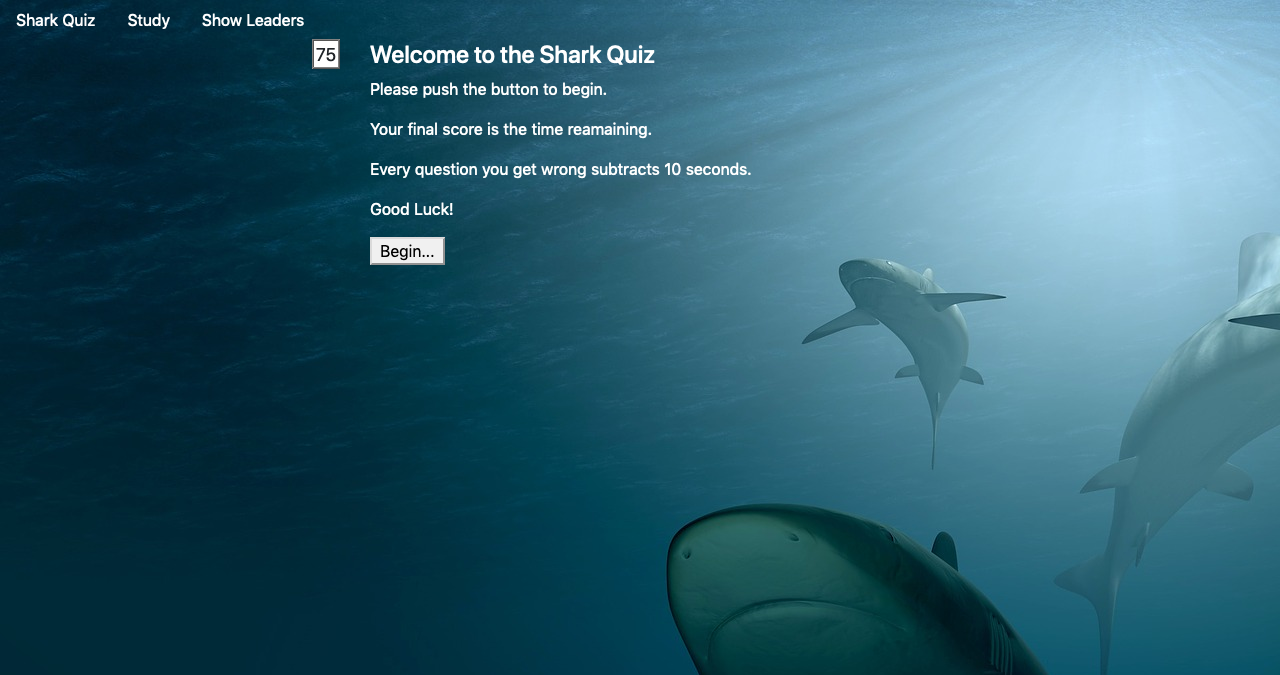 Shark Quiz Study Show Leaders
75
Welcome to the Shark Quiz
Please push the button to begin.
Your final score is the time reamaining.
Every question you get wrong subtracts 10 seconds.
Good Luck!
Begin...